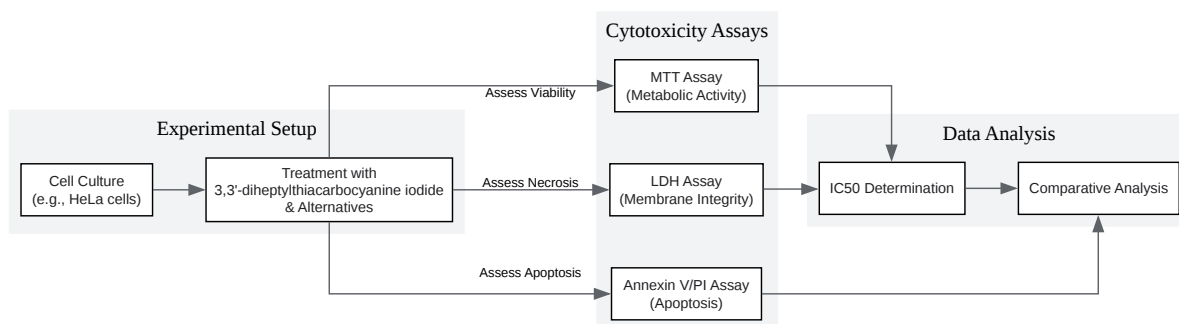 Cytotoxicity Assays
MTT Assay
(Metabolic Activity)
Assess Viability
Experimental Setup
Data Analysis
Cell Culture
(e.g., HeLa cells)
Treatment with
3,3'-diheptylthiacarbocyanine iodide
& Alternatives
Assess Necrosis
LDH Assay
(Membrane Integrity)
IC50 Determination
Comparative Analysis
Assess Apoptosis
Annexin V/PI Assay
(Apoptosis)